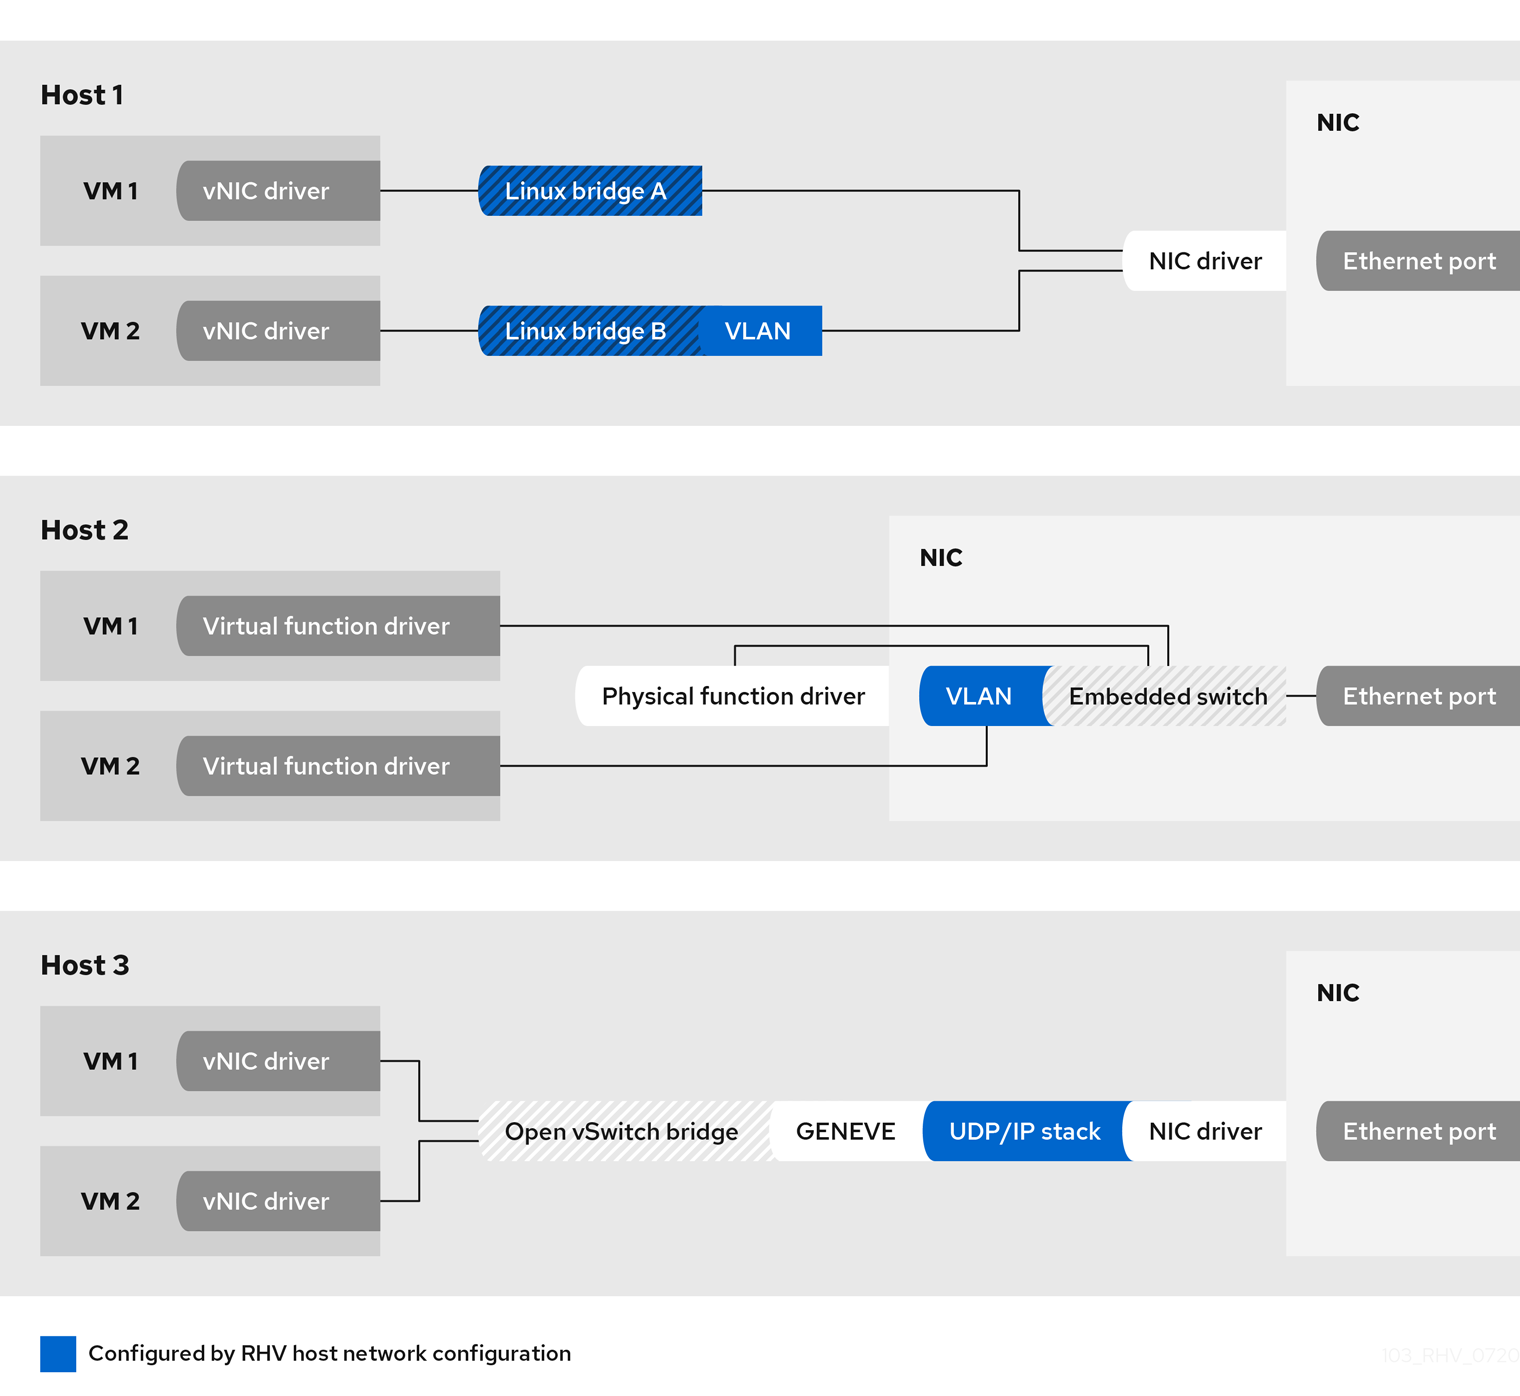 Host 1
NIC
VM 1
vNIC driver
Linux bridge A
NIC driver
Ethernet port
VM 2
vNIC driver
Linux bridge B
VLAN
Host 2
NIC
VM 1
Virtual function driver
Physical function driver
VLAN
Embedded switch
Ethernet port
VM 2
Virtual function driver
Host 3
NIC
VM 1
vNIC driver
Open vSwitch bridge
GENEVE
UDP/IP stack
NIC driver
Ethernet port
VM 2
vNIC driver
Configured by RHV host network configuration
103_RHV_0720